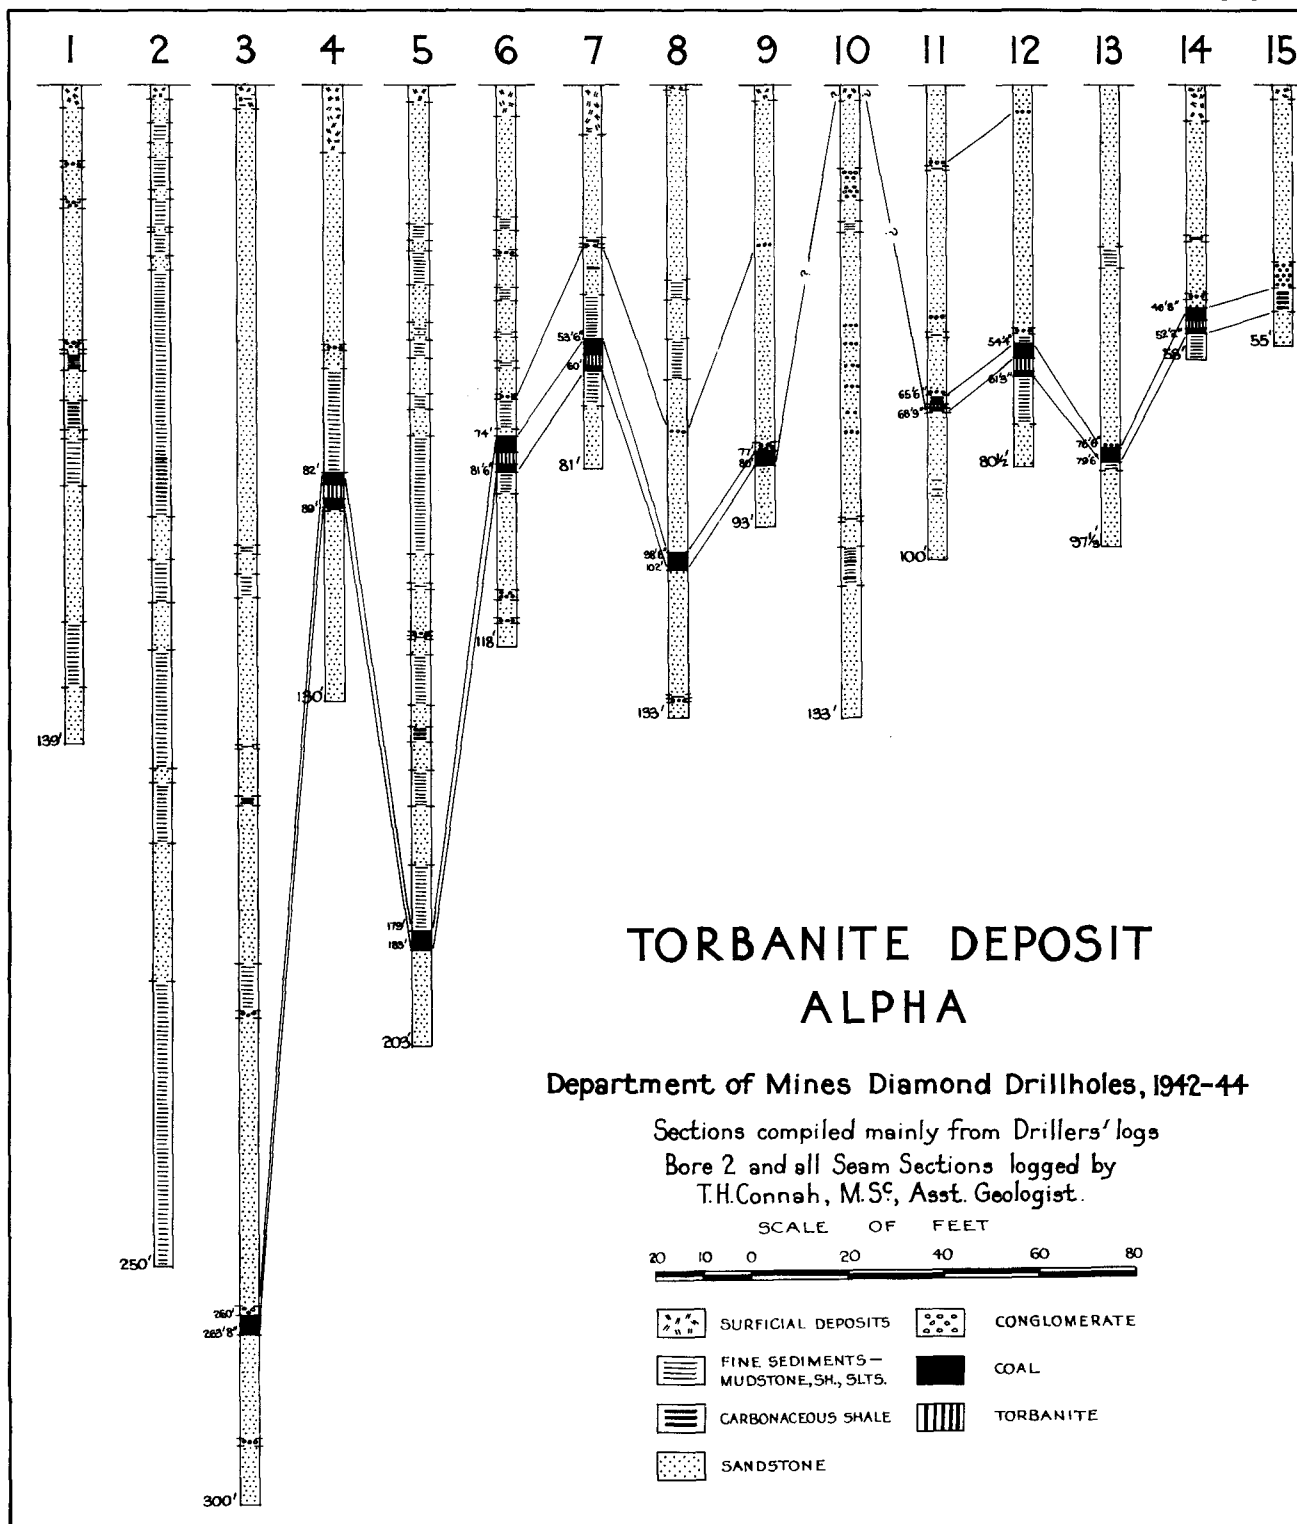 1 2 3 4 5 6 7 8 9 10 11 12 13 14 15
139'
250'
260'
263'8"
300'
82'
89'
130'
179'
183'
203'
74'
81'6"
118'
53'6"
60'
81'
98'6"
102'
133'
77'
80'
93'
?
?
?
?
133'
65'6"
68'9"
100'
54'4"
61'3"
80½'
79'6"
97½'
46'8"
52'2"
58'
55'
TORBANITE DEPOSIT
ALPHA
Department of Mines Diamond Drillholes, 1942-44
Sections compiled mainly from Drillers' logs
Bore 2 and all Seam Sections logged by
T.H.Connah, M.Sc, Asst. Geologist.
SCALE OF FEET
20 10 0 20 40 60 80
SURFICIAL DEPOSITS
CONGLOMERATE
FINE SEDIMENTS—
MUDSTONE, SH., SLTS.
COAL
CARBONACEOUS SHALE
TORBANITE
SANDSTONE